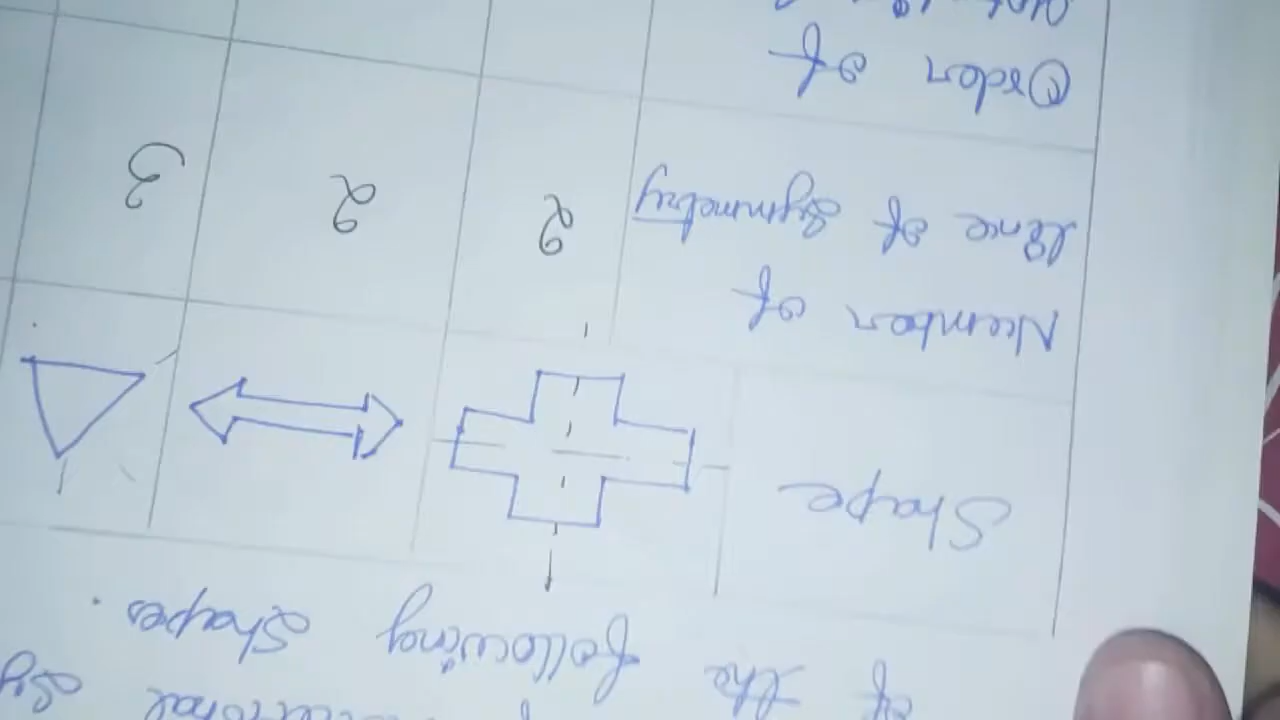 of the following shapes.
Shape
Number of
line of symmetry
2
2
3
Order of